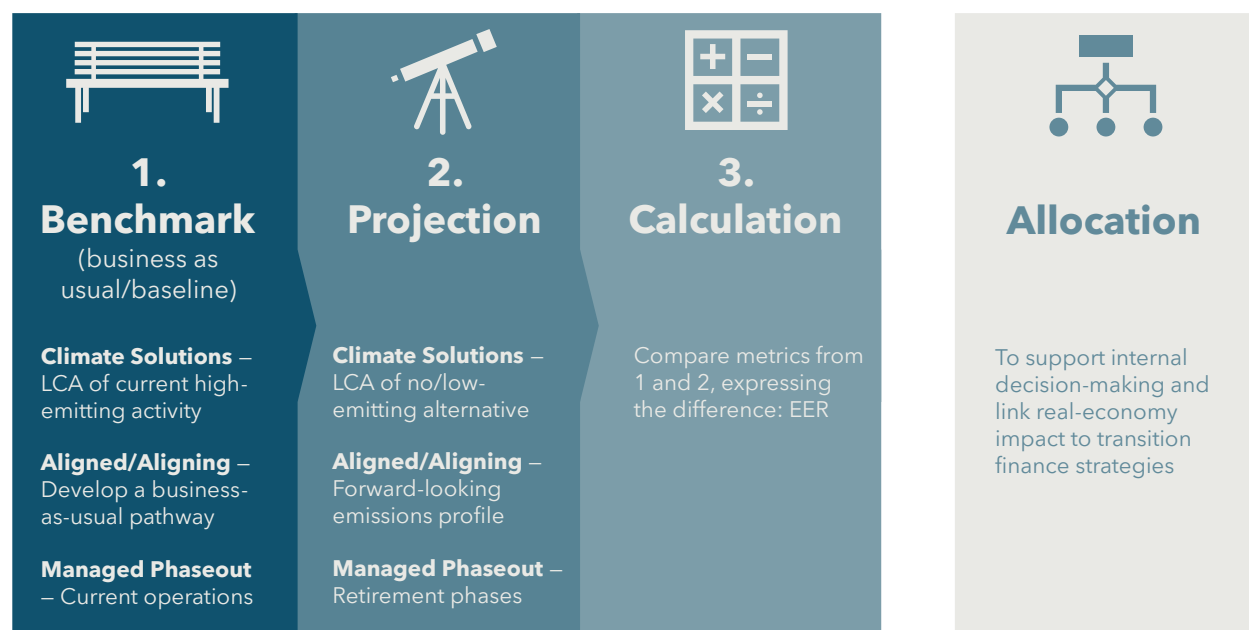 1.
Benchmark
(business as
usual/baseline)
Climate Solutions –
LCA of current high-
emitting activity
Aligned/Aligning –
Develop a business-
as-usual pathway
Managed Phaseout
– Current operations
2.
Projection
Climate Solutions –
LCA of no/low-
emitting alternative
Aligned/Aligning –
Forward-looking
emissions profile
Managed Phaseout –
Retirement phases
3.
Calculation
Compare metrics from
1 and 2, expressing
the difference: EER
Allocation
To support internal
decision-making and
link real-economy
impact to transition
finance strategies